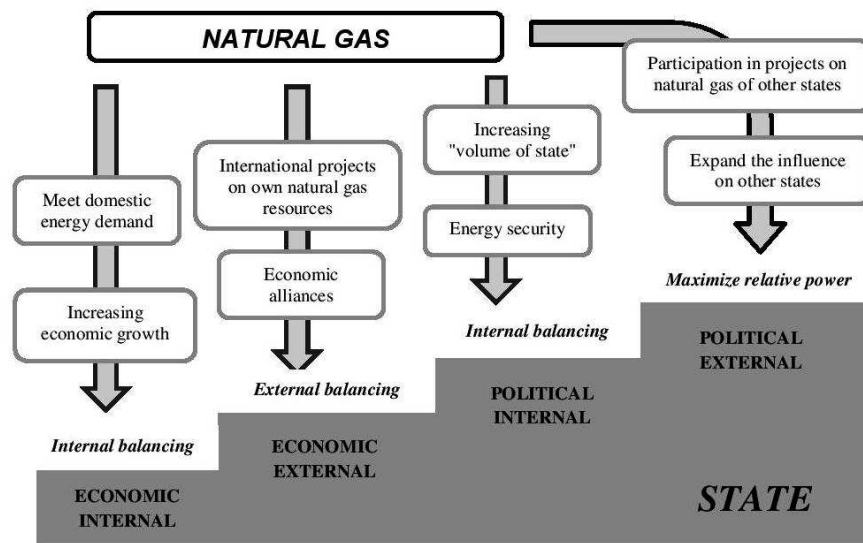 NATURAL GAS
Participation in projects on
natural gas of other states
Expand the influence
on other states
Maximize relative power
POLITICAL
EXTERNAL
Increasing
"volume of state"
Energy security
Internal balancing
POLITICAL
INTERNAL
International projects
on own natural gas
resources
Economic
alliances
External balancing
ECONOMIC
EXTERNAL
Meet domestic
energy demand
Increasing
economic growth
Internal balancing
ECONOMIC
INTERNAL
STATE